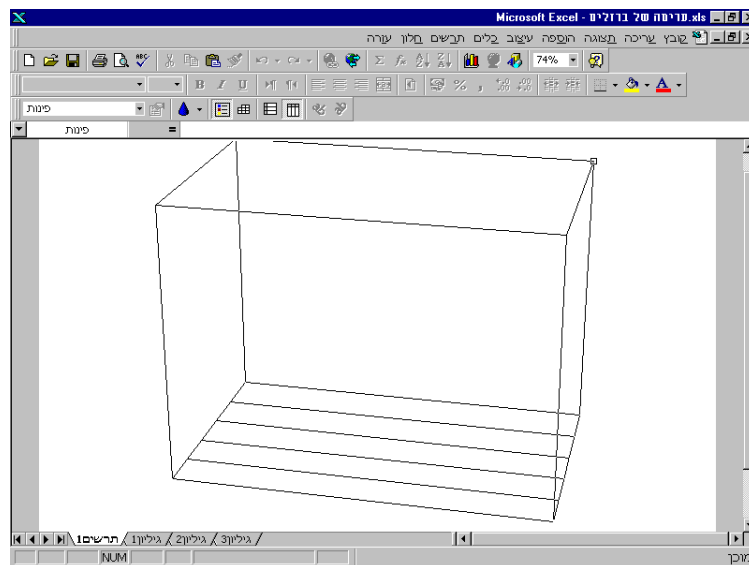 Microsoft Excel - פריסה של ברזלים.xls
קובץ עריכה תצוגה הוספה עיצוב כלים תרשים חלון עזרה
74%
פינות
פינות =
תרשים1 גיליון1 גיליון2 גיליון3
מוכן NUM